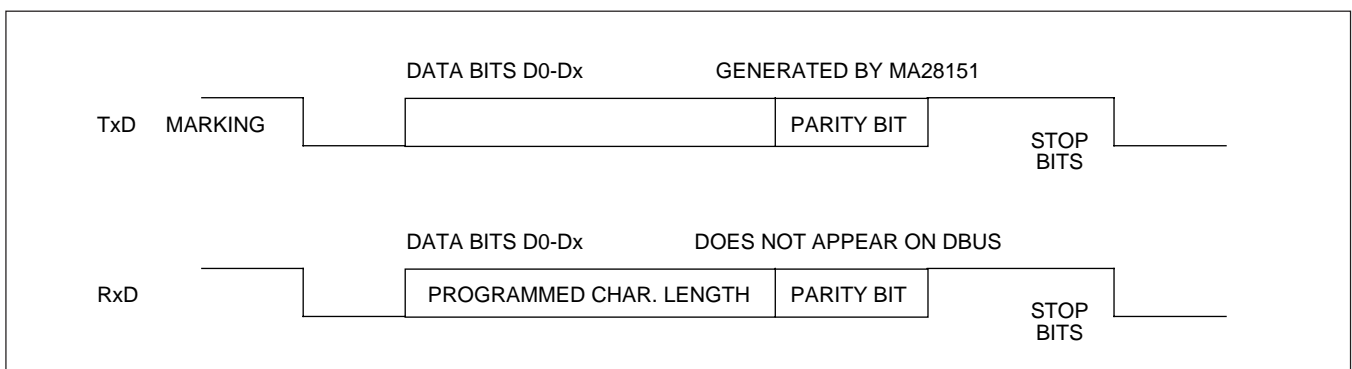 DATA BITS D0-Dx GENERATED BY MA28151
TxD MARKING PARITY BIT
STOP
BITS
DATA BITS D0-Dx DOES NOT APPEAR ON DBUS
RxD PROGRAMMED CHAR. LENGTH PARITY BIT
STOP
BITS